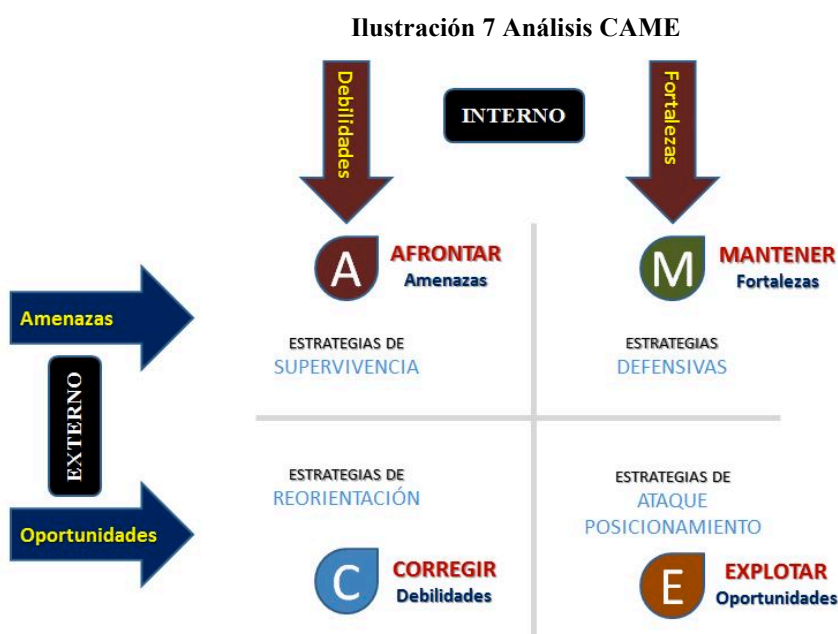 Ilustración 7 Análisis CAME
Debilidades
INTERNO
Fortalezas
A
AFRONTAR
Amenazas
M
MANTENER
Fortalezas
Amenazas
ESTRATEGIAS DE
SUPERVIVENCIA
ESTRATEGIAS
DEFENSIVAS
EXTERNO
ESTRATEGIAS DE
REORIENTACIÓN
ESTRATEGIAS DE
ATAQUE
POSICIONAMIENTO
Oportunidades
C
CORREGIR
Debilidades
E
EXPLOTAR
Oportunidades